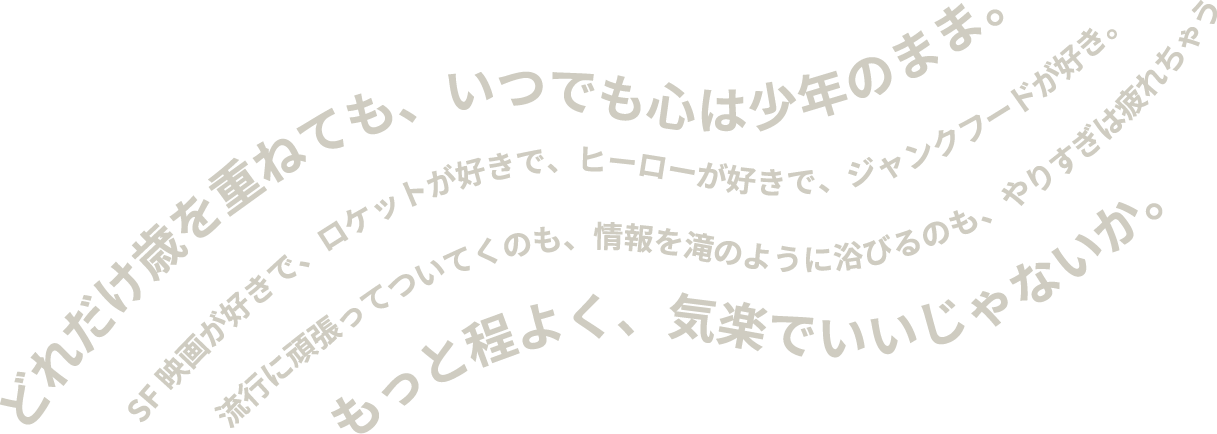 どれだけ歳を重ねても、いつでも心は少年のまま。
SF 映画が好きで、ロケットが好きで、ヒーローが好きで、ジャンクフードが好き。
流行に頑張ってついてくのも、情報を滝のように浴びるのも、やりすぎは疲れちゃう
もっと程よく、気楽でいいじゃないか。